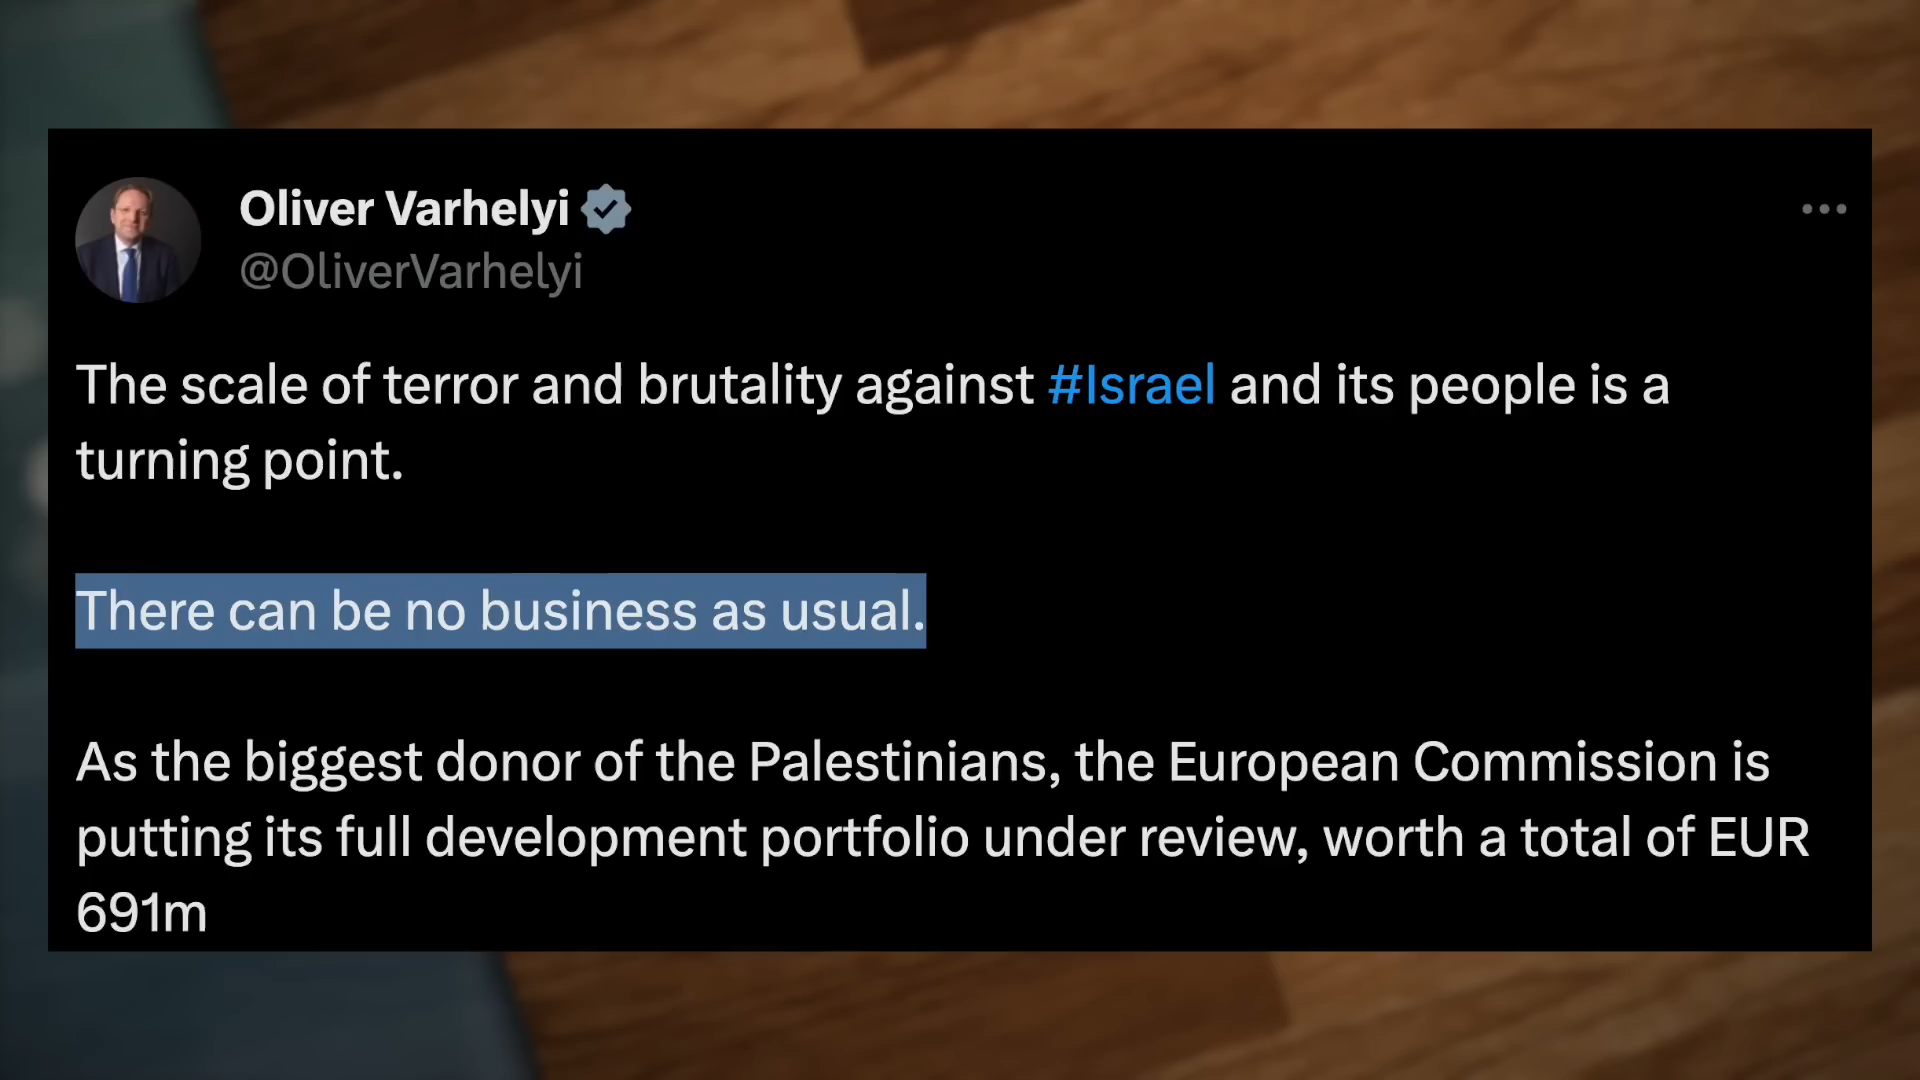 Oliver Varhelyi
@OliverVarhelyi
The scale of terror and brutality against #Israel and its people is a
turning point.
There can be no business as usual.
As the biggest donor of the Palestinians, the European Commission is
putting its full development portfolio under review, worth a total of EUR
691m